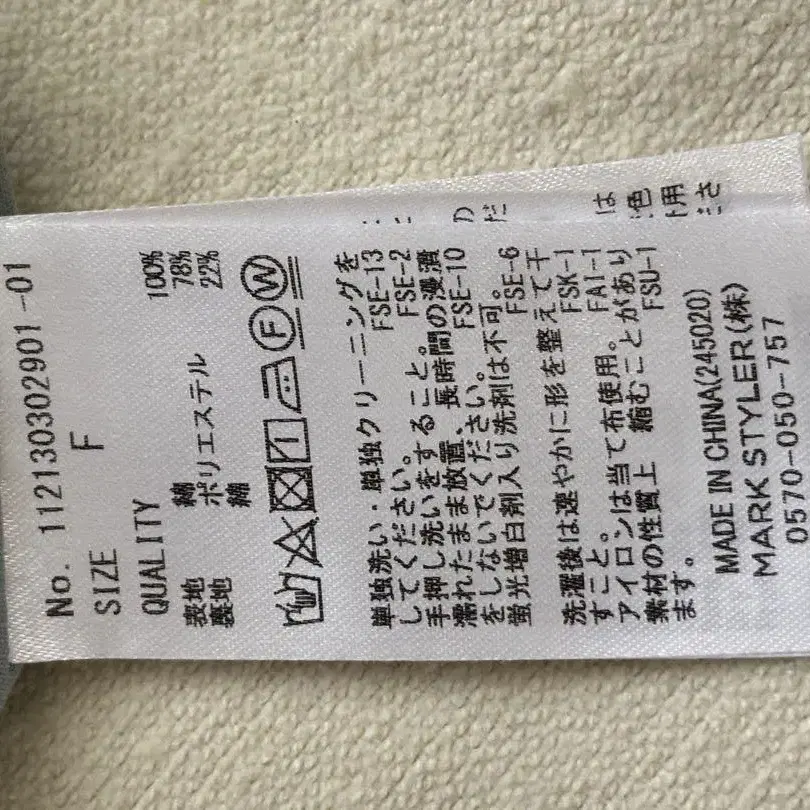 No. 112130302901-01
SIZE F
QUALITY
表地 綿 100%
裏地 ポリエステル 78%
綿 22%
単独洗い・単独クリーニングを
してください。 FSE-13
手押し洗いをすること。 FSE-2
濡れたまま放置、長時間の浸漬
をしないでください。 FSE-10
蛍光増白剤入り洗剤は不可。
FSE-6
洗濯後は速やかに形を整えて干
すこと。 FSK-1
アイロンは当て布使用。 FAI-1
素材の性質上 縮むことがあり
ます。 FSU-1
MADE IN CHINA(245020)
MARK STYLER(株)
0570-050-757